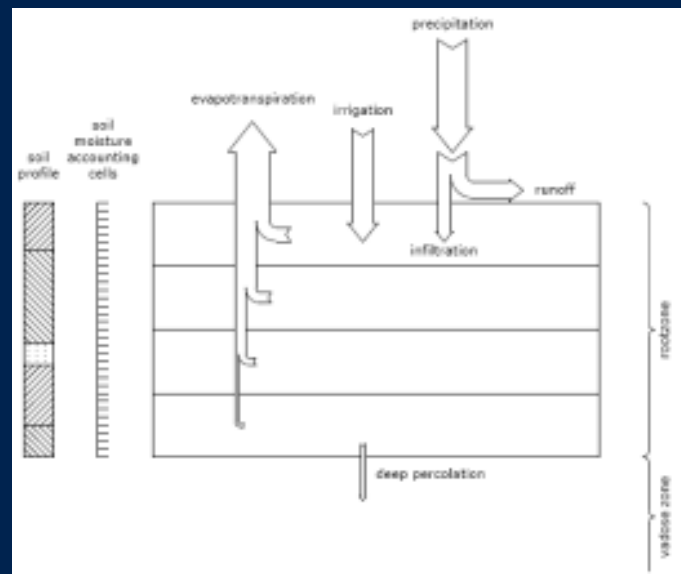 precipitation
evapotranspiration
irrigation
soil
moisture
accounting
cells
soil
profile
runoff
infiltration
rootzone
deep percolation
vadose zone